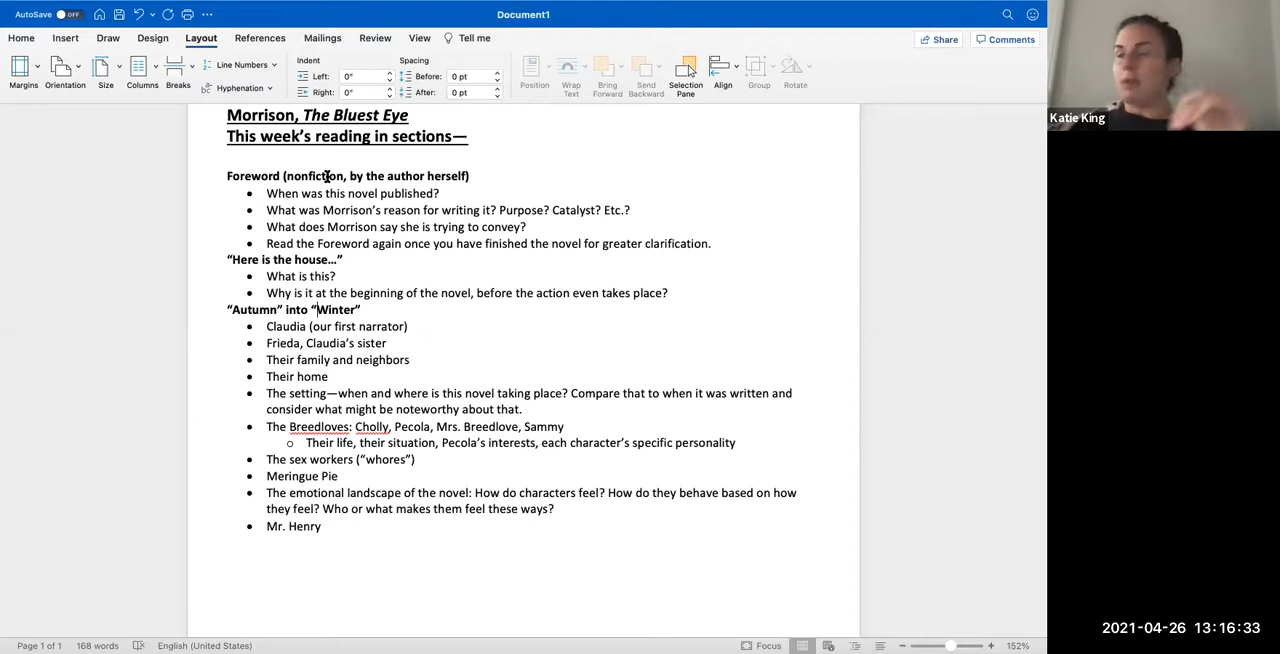 AutoSave OFF Document1
Home Insert Draw Design Layout References Mailings Review View Tell me Share Comments
Margins Orientation Size Columns Breaks Line Numbers Hyphenation
Indent Spacing
Left: 0" Before: 0 pt
Right: 0" After: 0 pt
Position Wrap Text Bring Forward Send Backward Selection Pane Align Group Rotate
Katie King
Morrison, The Bluest Eye
This week's reading in sections—
Foreword (nonfiction, by the author herself)
• When was this novel published?
• What was Morrison's reason for writing it? Purpose? Catalyst? Etc.?
• What does Morrison say she is trying to convey?
• Read the Foreword again once you have finished the novel for greater clarification.
“Here is the house…”
• What is this?
• Why is it at the beginning of the novel, before the action even takes place?
“Autumn” into “Winter”
• Claudia (our first narrator)
• Frieda, Claudia's sister
• Their family and neighbors
• Their home
• The setting—when and where is this novel taking place? Compare that to when it was written and
consider what might be noteworthy about that.
• The Breedloves: Cholly, Pecola, Mrs. Breedlove, Sammy
o Their life, their situation, Pecola's interests, each character's specific personality
• The sex workers (“whores”)
• Meringue Pie
• The emotional landscape of the novel: How do characters feel? How do they behave based on how
they feel? Who or what makes them feel these ways?
• Mr. Henry
2021-04-26 13:16:33
Page 1 of 1 168 words English (United States) Focus 152%